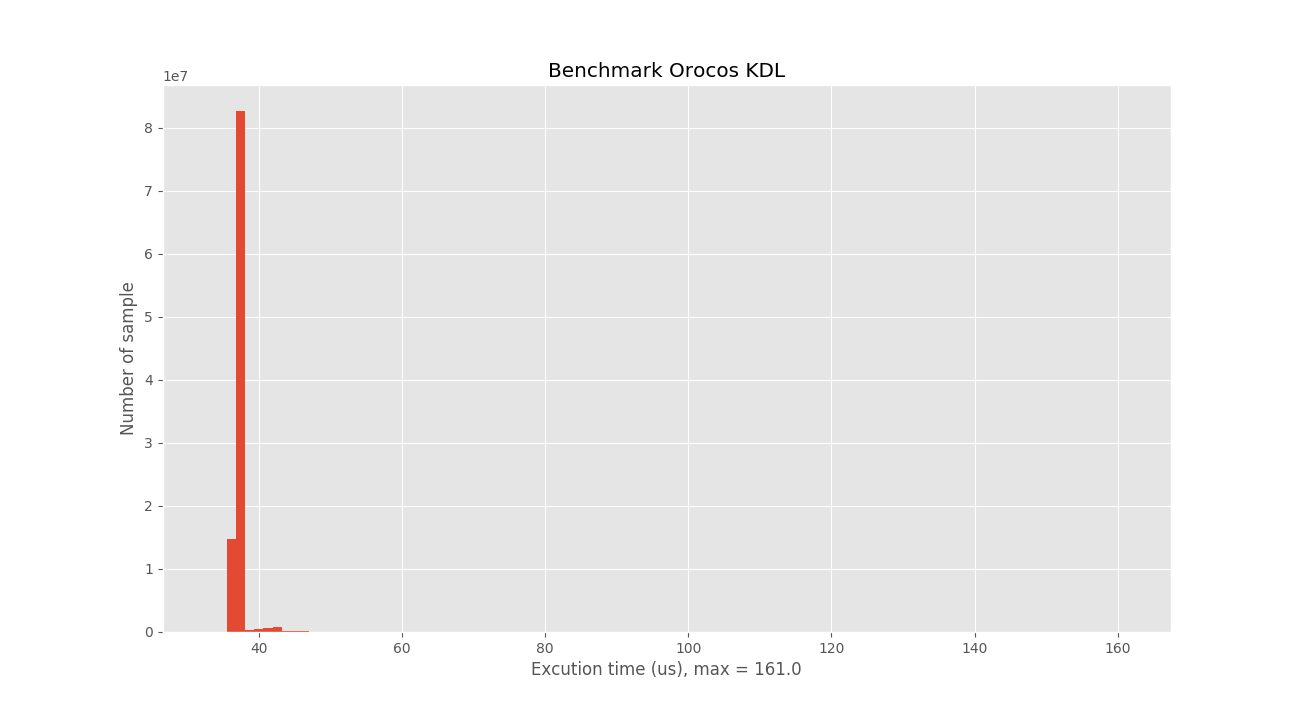 Benchmark Orocos KDL
1e7
8
7
6
5
4
3
2
1
0
Number of sample
40 60 80 100 120 140 160
Excution time (us), max = 161.0